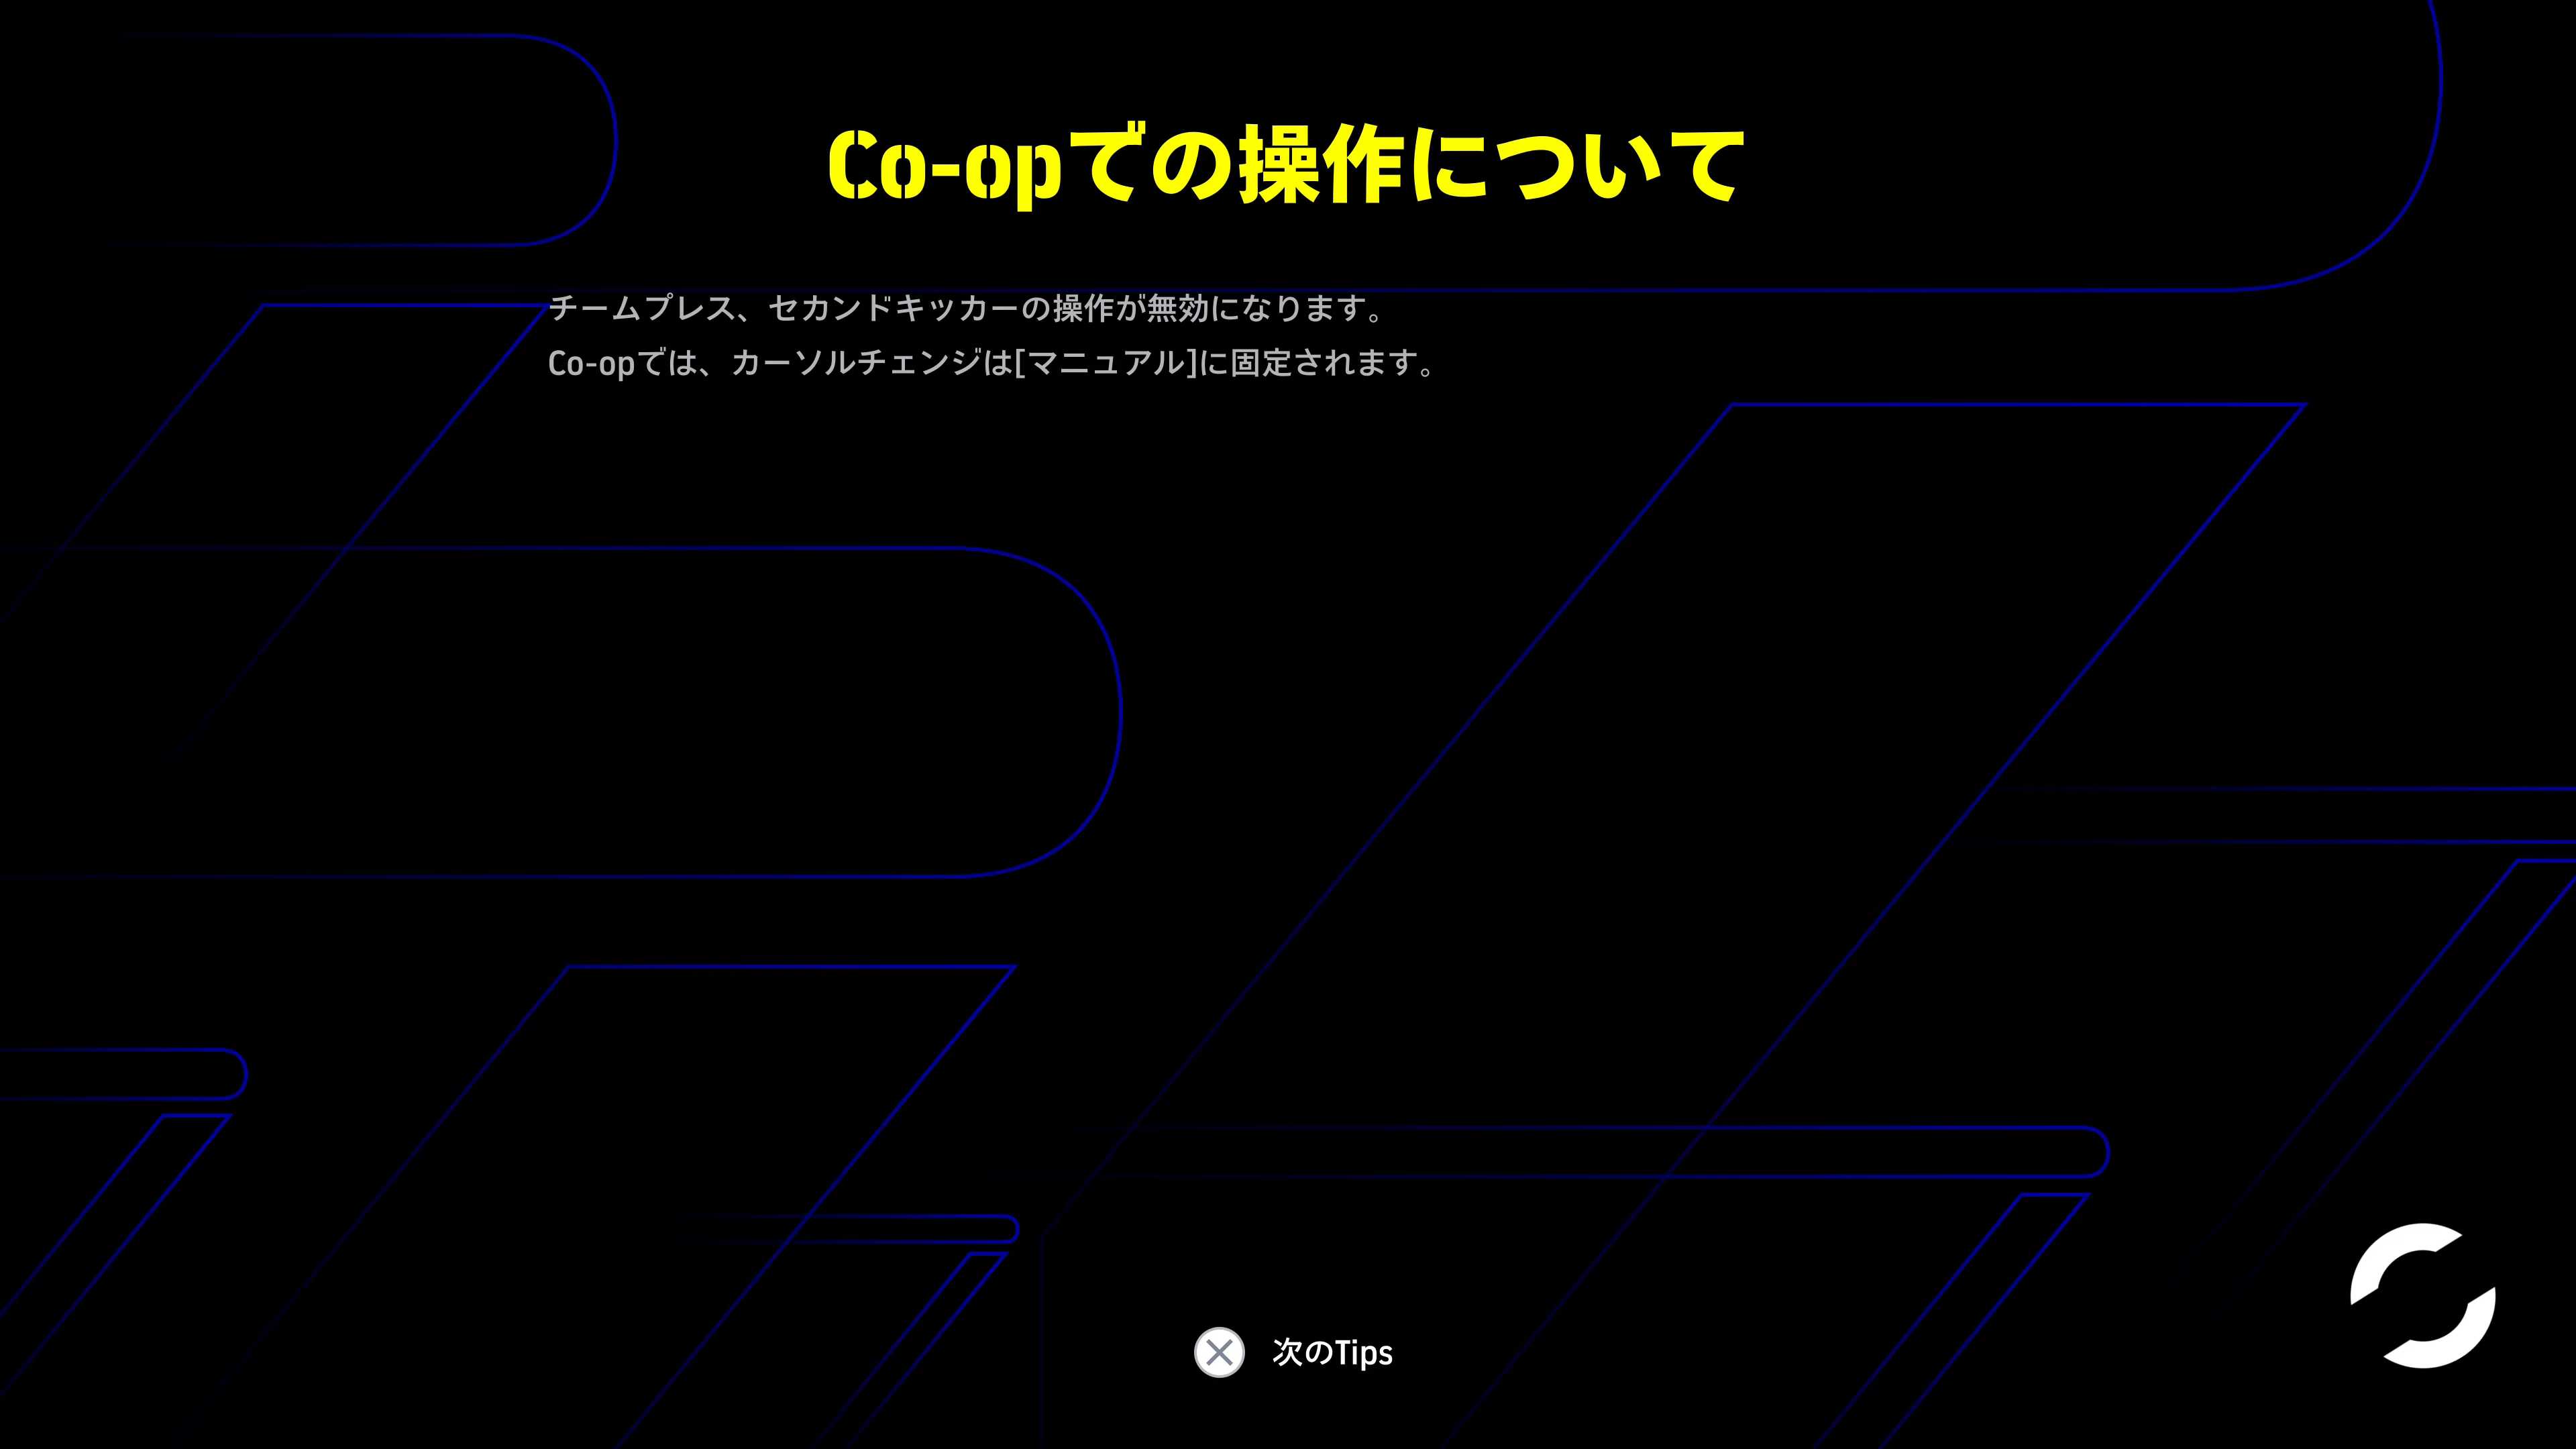 Co-opでの操作について
チームプレス、セカンドキッカーの操作が無効になります。
Co-opでは、カーソルチェンジは[マニュアル]に固定されます。
次のTips